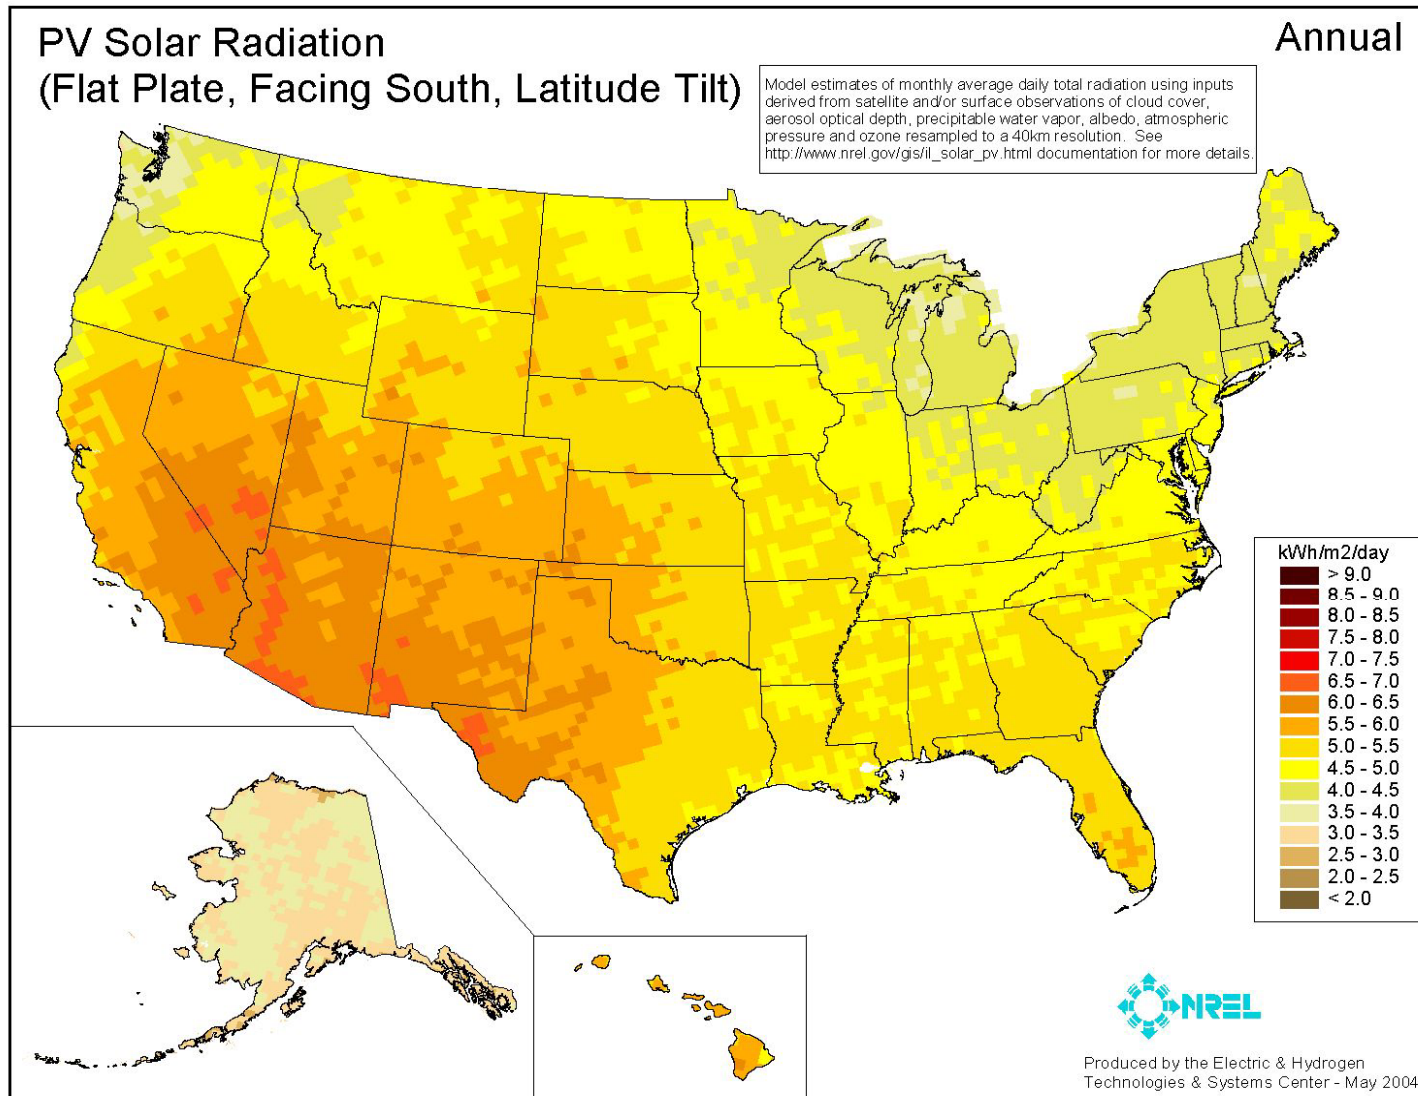 PV Solar Radiation
(Flat Plate, Facing South, Latitude Tilt)
Annual
Model estimates of monthly average daily total radiation using inputs
derived from satellite and/or surface observations of cloud cover,
aerosol optical depth, precipitable water vapor, albedo, atmospheric
pressure and ozone resampled to a 40km resolution. See
http://www.nrel.gov/gis/il_solar_pv.html documentation for more details.
kWh/m2/day
> 9.0
8.5 - 9.0
8.0 - 8.5
7.5 - 8.0
7.0 - 7.5
6.5 - 7.0
6.0 - 6.5
5.5 - 6.0
5.0 - 5.5
4.5 - 5.0
4.0 - 4.5
3.5 - 4.0
3.0 - 3.5
2.5 - 3.0
2.0 - 2.5
< 2.0
NREL
Produced by the Electric & Hydrogen
Technologies & Systems Center - May 2004